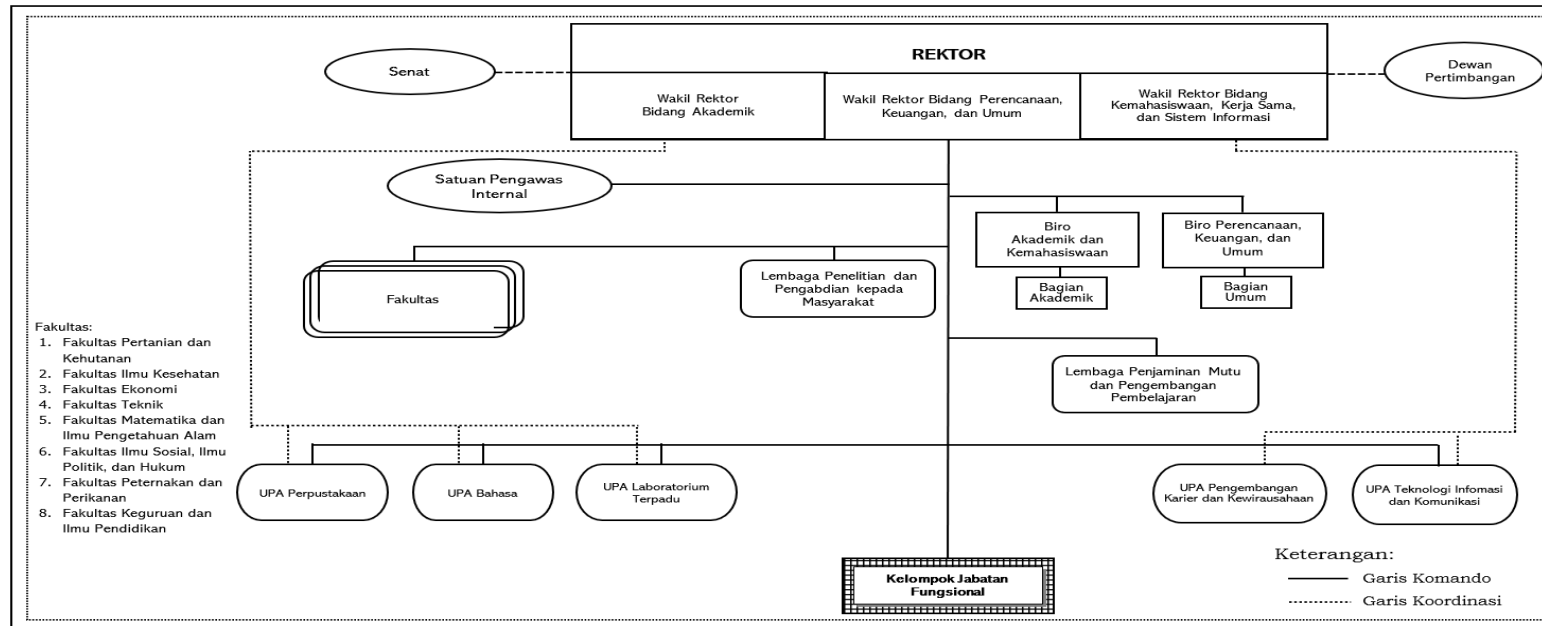 REKTOR
Senat
Dewan
Pertimbangan
Wakil Rektor
Bidang Akademik
Wakil Rektor Bidang Perencanaan,
Keuangan, dan Umum
Wakil Rektor Bidang
Kemahasiswaan, Kerja Sama,
dan Sistem Informasi
Satuan Pengawas
Internal
Biro
Akademik dan
Kemahasiswaan
Biro Perencanaan,
Keuangan, dan
Umum
Bagian
Akademik
Bagian
Umum
Fakultas
Lembaga Penelitian dan
Pengabdian kepada
Masyarakat
Lembaga Penjaminan Mutu
dan Pengembangan
Pembelajaran
Fakultas:
1. Fakultas Pertanian dan
Kehutanan
2. Fakultas Ilmu Kesehatan
3. Fakultas Ekonomi
4. Fakultas Teknik
5. Fakultas Matematika dan
Ilmu Pengetahuan Alam
6. Fakultas Ilmu Sosial, Ilmu
Politik, dan Hukum
7. Fakultas Peternakan dan
Perikanan
8. Fakultas Keguruan dan
Ilmu Pendidikan
UPA Perpustakaan
UPA Bahasa
UPA Laboratorium
Terpadu
UPA Pengembangan
Karier dan Kewirausahaan
UPA Teknologi Infomasi
dan Komunikasi
Kelompok Jabatan
Fungsional
Keterangan:
Garis Komando
Garis Koordinasi